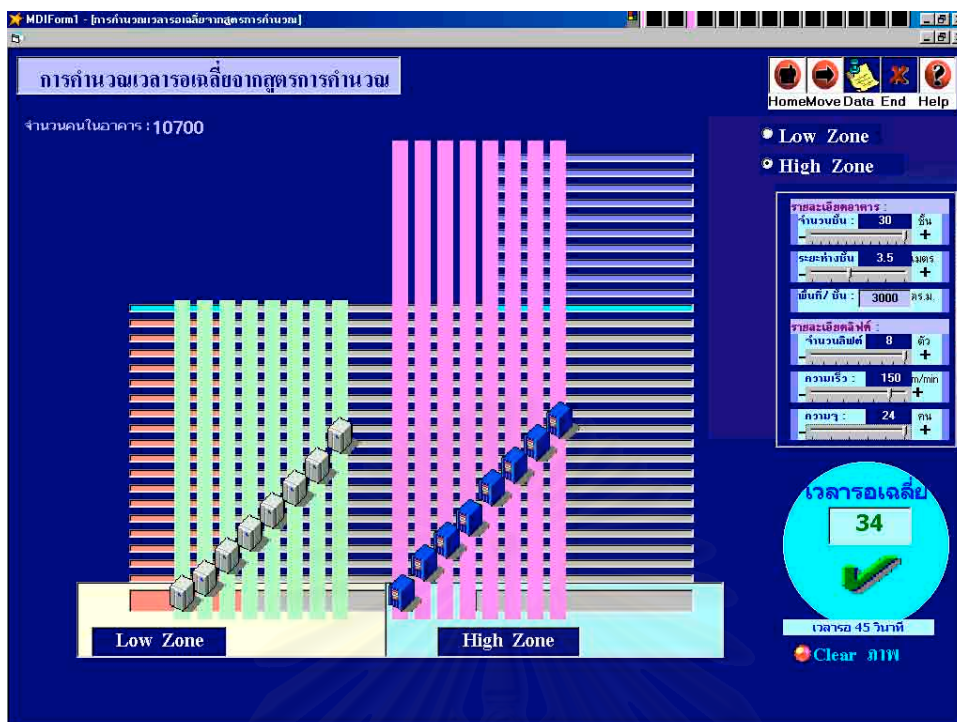 MDIForm1 - [การคำนวณเวลารอเฉลี่ยจากสูตรการคำนวณ]
การคำนวณเวลารอเฉลี่ยจากสูตรการคำนวณ
Home Move Data End Help
จำนวนคนในอาคาร : 10700
Low Zone
High Zone
รายละเอียดอาคาร :
จำนวนชั้น : 30 ชั้น
- +
ระยะห่างชั้น 3.5 เมตร
- +
พื้นที่/ ชั้น : 3000 ตร.ม.
รายละเอียดลิฟต์ :
จำนวนลิฟต์ 8 ตัว
- +
ความเร็ว : 150 m/min
- +
ความจุ : 24 คน
- +
เวลารอเฉลี่ย
34
เวลารอ 45 วินาที
Clear ภาพ
Low Zone
High Zone